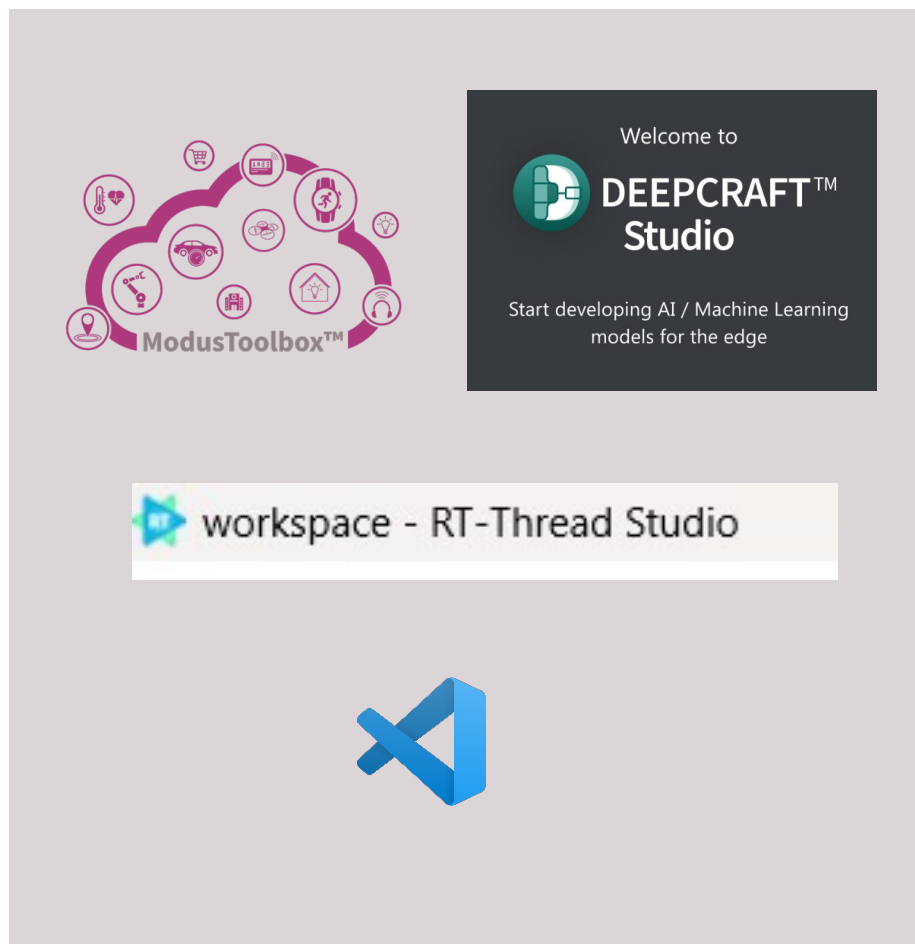 ModusToolbox™
Welcome to
DEEPCRAFT™
Studio
Start developing AI / Machine Learning
models for the edge
RT
workspace - RT-Thread Studio